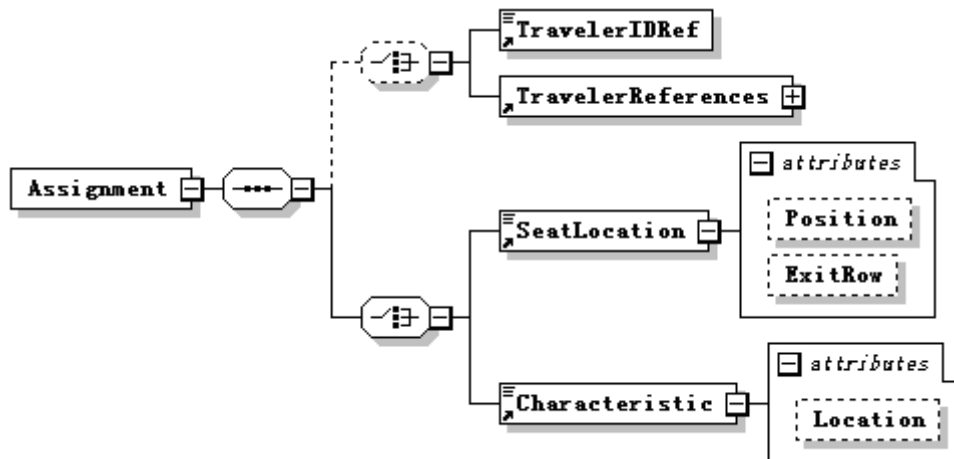 TravelerIDRef
TravelerReferences
Assignment
attributes
Position
ExitRow
SeatLocation
attributes
Location
Characteristic